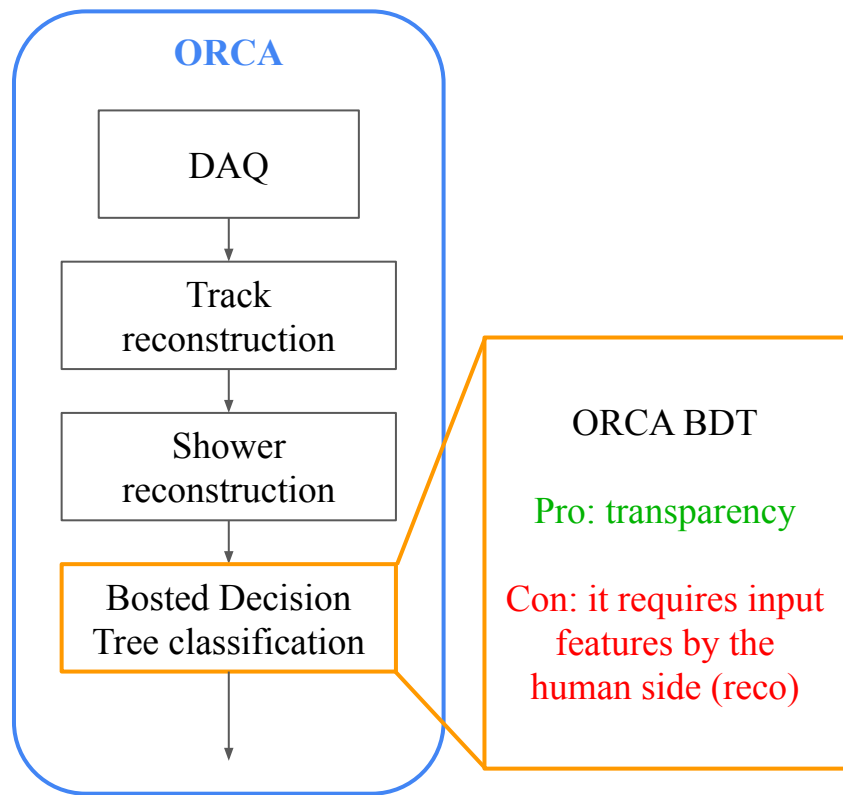 ORCA
DAQ
Track
reconstruction
Shower
reconstruction
Bosted Decision
Tree classification
ORCA BDT
Pro: transparency
Con: it requires input
features by the
human side (reco)